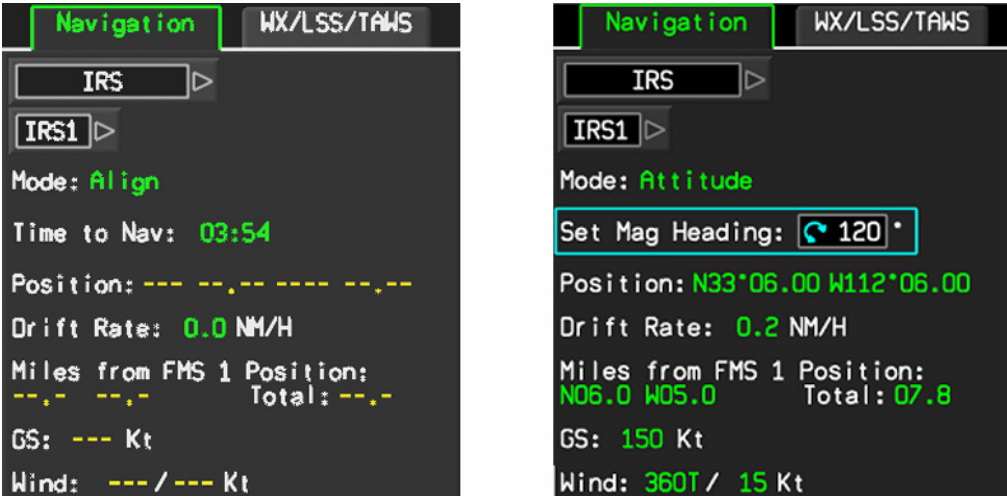 Navigation WX/LSS/TAWS
IRS
IRS1
Mode: Align
Time to Nav: 03:54
Position: --- --.-- ---- --.--
Drift Rate: 0.0 NM/H
Miles from FMS 1 Position:
--.- --.- Total: --.-
GS: --- Kt
Wind: ---/--- Kt
Navigation WX/LSS/TAWS
IRS
IRS1
Mode: Attitude
Set Mag Heading: 120°
Position: N33°06.00 W112°06.00
Drift Rate: 0.2 NM/H
Miles from FMS 1 Position:
N06.0 W05.0 Total: 07.8
GS: 150 Kt
Wind: 360T/ 15 Kt